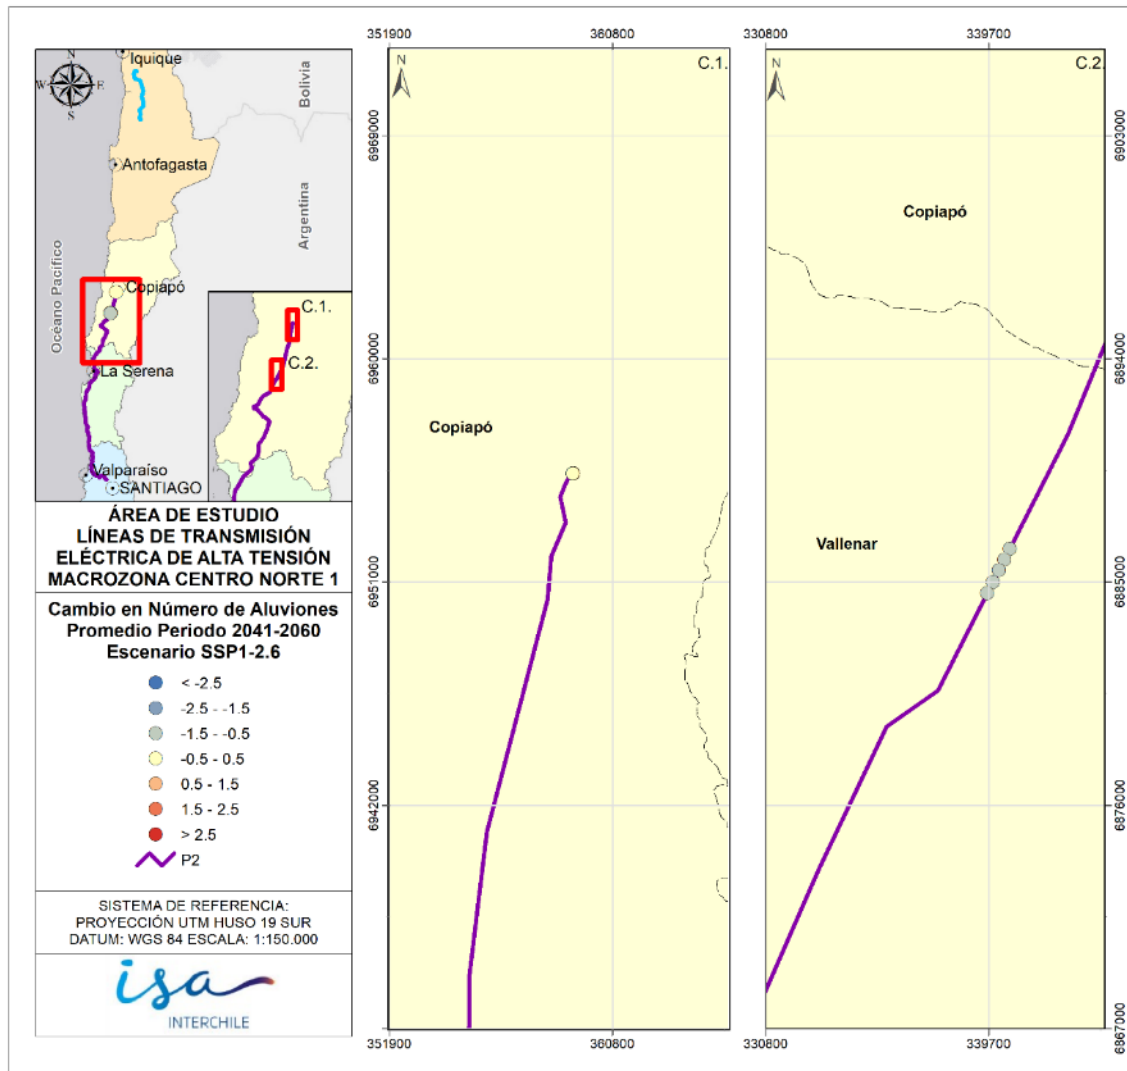 N
W
E
S
Iquique
Bolivia
Antofagasta
Argentina
Océano Pacífico
Copiapó
C.1.
C.2.
La Serena
Valparaíso
SANTIAGO
ÁREA DE ESTUDIO
LÍNEAS DE TRANSMISIÓN
ELÉCTRICA DE ALTA TENSIÓN
MACROZONA CENTRO NORTE 1
Cambio en Número de Aluviones
Promedio Periodo 2041-2060
Escenario SSP1-2.6
< -2.5
-2.5 - -1.5
-1.5 - -0.5
-0.5 - 0.5
0.5 - 1.5
1.5 - 2.5
> 2.5
P2
SISTEMA DE REFERENCIA:
PROYECCIÓN UTM HUSO 19 SUR
DATUM: WGS 84 ESCALA: 1:150.000
isa
INTERCHILE
351900
360800
N
C.1.
6969000
6960000
6951000
6942000
Copiapó
351900
360800
330800
339700
N
C.2.
6903000
6894000
6885000
6876000
6867000
Copiapó
Vallenar
330800
339700